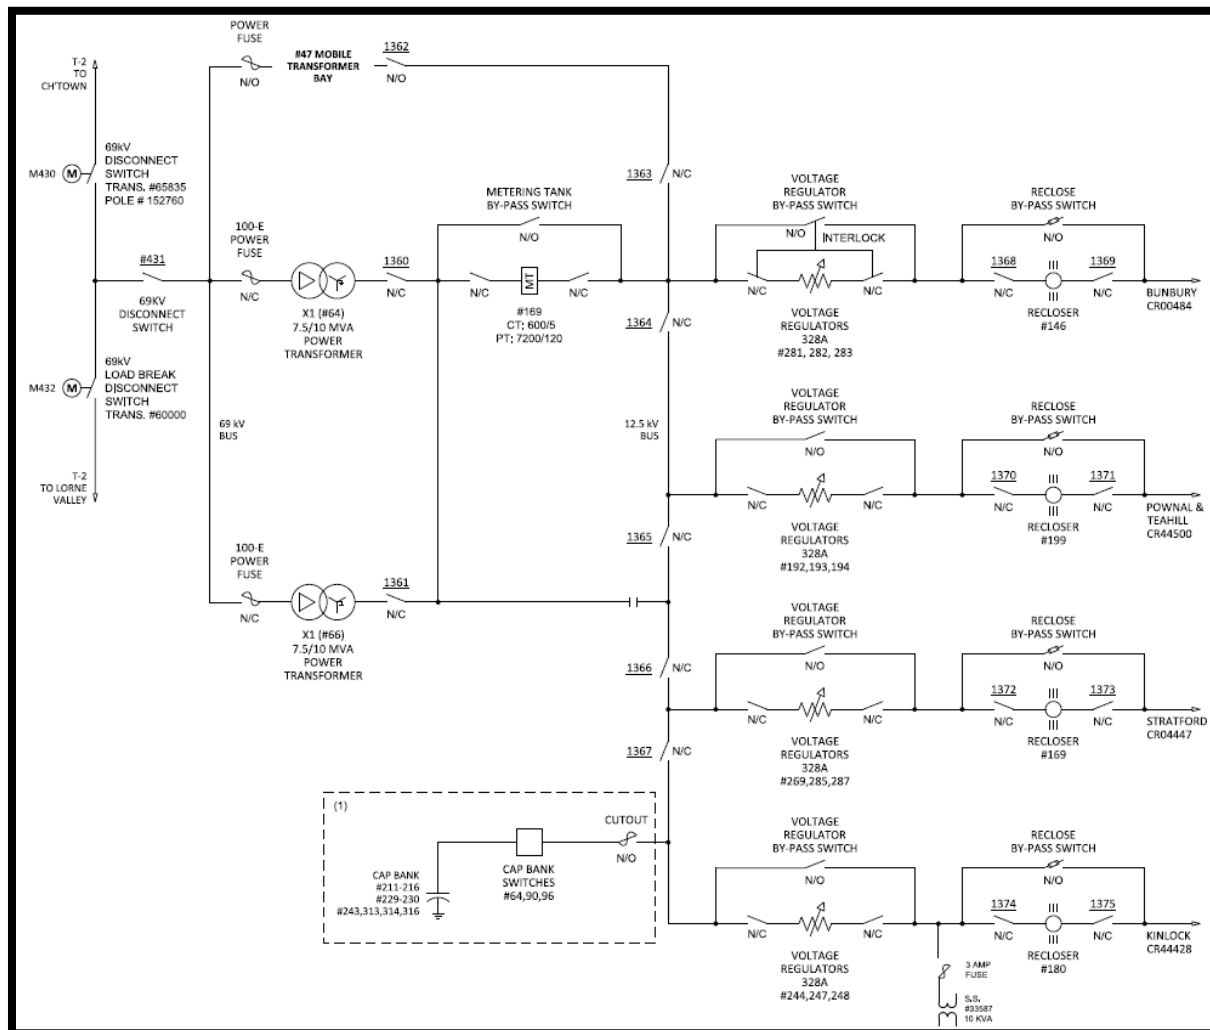 POWER
FUSE
N/O
#47 MOBILE
TRANSFORMER
BAY
1362
N/O
T-2
TO
CH'TOWN
M430
M
69kV
DISCONNECT
SWITCH
TRANS. #65835
POLE # 152760
#431
69KV
DISCONNECT
SWITCH
M432
M
69kV
LOAD BREAK
DISCONNECT
SWITCH
TRANS. #60000
T-2
TO LORNE
VALLEY
69 kV
BUS
100-E
POWER
FUSE
N/C
X1 (#64)
7.5/10 MVA
POWER
TRANSFORMER
1360
N/C
METERING TANK
BY-PASS SWITCH
N/O
N/C
MT
N/C
#169
CT; 600/5
PT; 7200/120
1363
N/C
1364
N/C
12.5 kV
BUS
VOLTAGE
REGULATOR
BY-PASS SWITCH
N/O
INTERLOCK
N/C
N/C
VOLTAGE
REGULATORS
328A
#281, 282, 283
RECLOSE
BY-PASS SWITCH
N/O
1368
N/C
1369
N/C
RECLOSER
#146
BUNBURY
CR00484
VOLTAGE
REGULATOR
BY-PASS SWITCH
N/O
N/C
N/C
VOLTAGE
REGULATORS
328A
#192,193,194
RECLOSE
BY-PASS SWITCH
N/O
1370
N/C
1371
N/C
RECLOSER
#199
POWNAL &
TEAHILL
CR44500
1365
N/C
100-E
POWER
FUSE
N/C
X1 (#66)
7.5/10 MVA
POWER
TRANSFORMER
1361
N/C
1366
N/C
VOLTAGE
REGULATOR
BY-PASS SWITCH
N/O
N/C
N/C
VOLTAGE
REGULATORS
328A
#269,285,287
RECLOSE
BY-PASS SWITCH
N/O
1372
N/C
1373
N/C
RECLOSER
#169
STRATFORD
CR04447
1367
N/C
(1)
CAP BANK
#211-216
#229-230
#243,313,314,316
CAP BANK
SWITCHES
#64,90,96
CUTOUT
N/O
VOLTAGE
REGULATOR
BY-PASS SWITCH
N/O
N/C
N/C
VOLTAGE
REGULATORS
328A
#244,247,248
RECLOSE
BY-PASS SWITCH
N/O
1374
N/C
1375
N/C
RECLOSER
#180
KINLOCK
CR44428
3 AMP
FUSE
S.S.
#33587
10 KVA